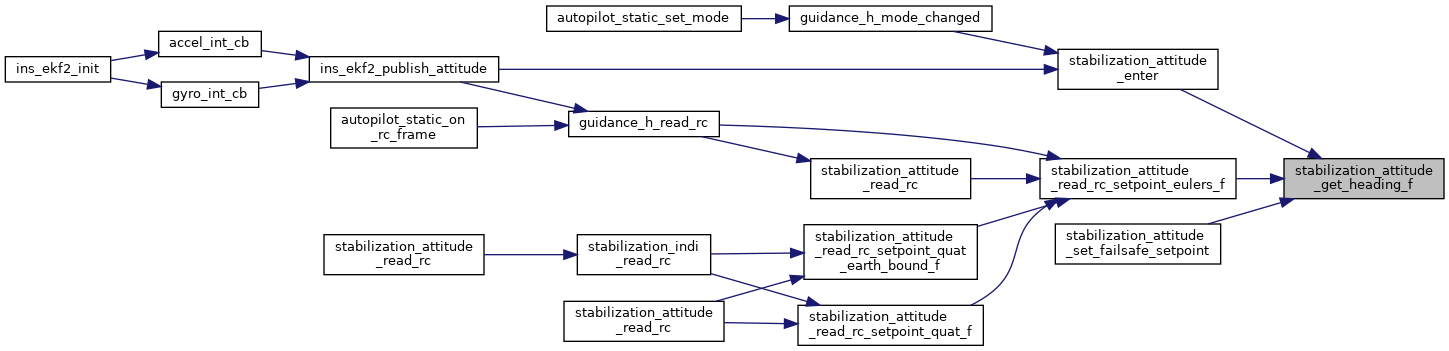 autopilot_static_set_mode
guidance_h_mode_changed
accel_int_cb
ins_ekf2_init
ins_ekf2_publish_attitude
stabilization_attitude
_enter
gyro_int_cb
autopilot_static_on
_rc_frame
guidance_h_read_rc
stabilization_attitude
_read_rc
stabilization_attitude
_read_rc_setpoint_eulers_f
stabilization_attitude
_get_heading_f
stabilization_attitude
_read_rc
stabilization_indi
_read_rc
stabilization_attitude
_read_rc_setpoint_quat
_earth_bound_f
stabilization_attitude
_set_failsafe_setpoint
stabilization_attitude
_read_rc
stabilization_attitude
_read_rc_setpoint_quat_f